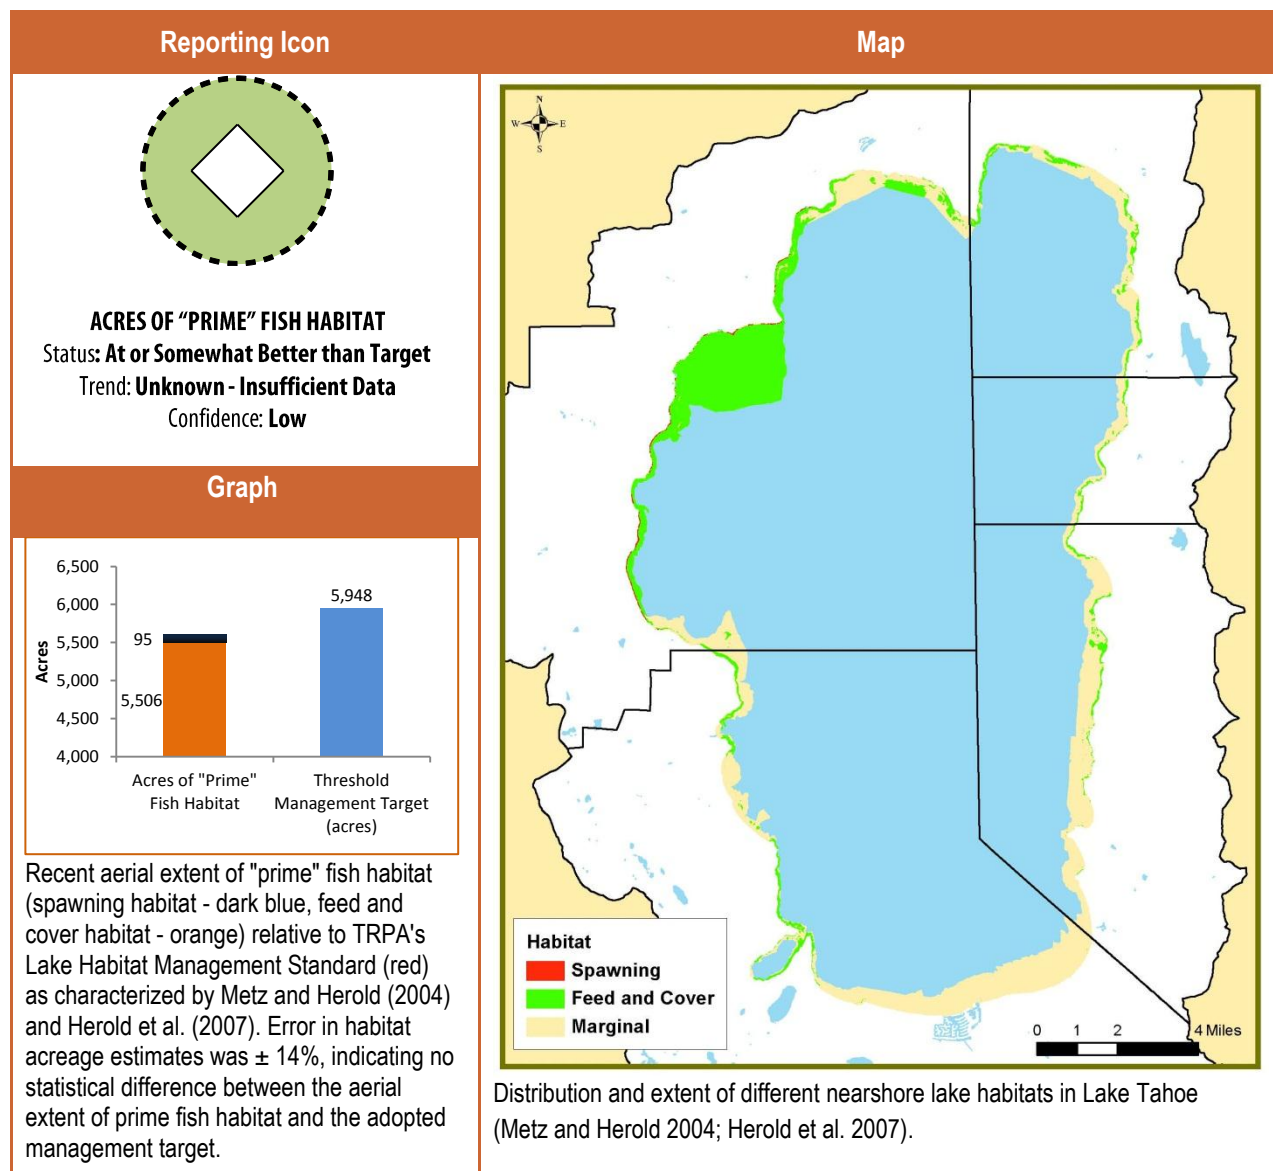 Reporting Icon
Map
ACRES OF “PRIME” FISH HABITAT
Status: At or Somewhat Better than Target
Trend: Unknown - Insufficient Data
Confidence: Low
Graph
6,500
6,000
5,500
5,000
4,500
4,000
Acres
95
5,506
5,948
Acres of "Prime"
Fish Habitat
Threshold
Management Target
(acres)
Recent aerial extent of "prime" fish habitat
(spawning habitat - dark blue, feed and
cover habitat - orange) relative to TRPA's
Lake Habitat Management Standard (red)
as characterized by Metz and Herold (2004)
and Herold et al. (2007). Error in habitat
acreage estimates was ± 14%, indicating no
statistical difference between the aerial
extent of prime fish habitat and the adopted
management target.
N
W E
S
Habitat
Spawning
Feed and Cover
Marginal
0 1 2 4 Miles
Distribution and extent of different nearshore lake habitats in Lake Tahoe
(Metz and Herold 2004; Herold et al. 2007).